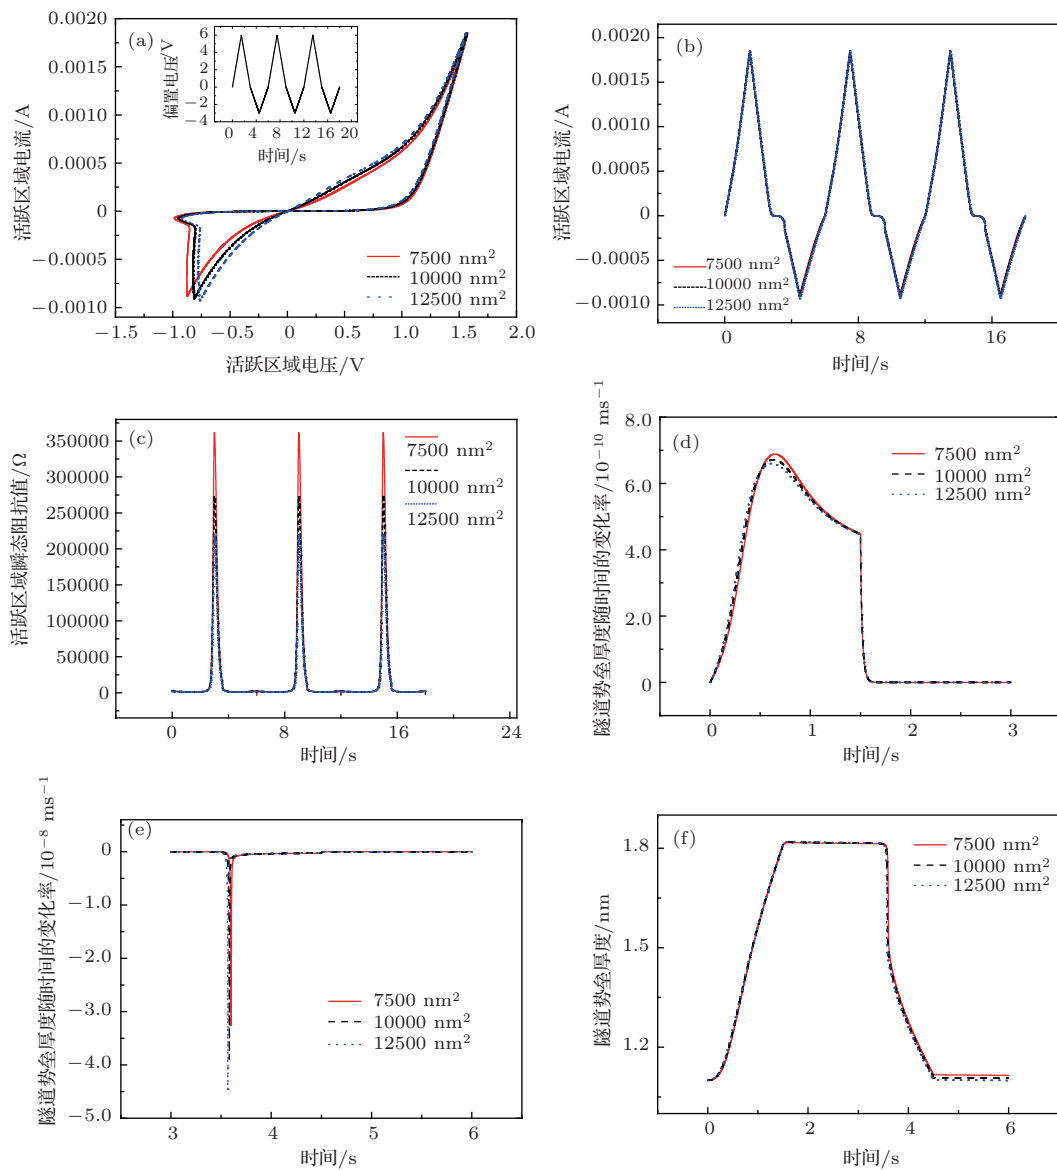 (a)
0.0020
0.0015
0.0010
0.0005
0
−0.0005
−0.0010
−1.5 −1.0 −0.5 0 0.5 1.0 1.5 2.0
活跃区域电流/A
活跃区域电压/V
6
4
2
0
−2
−4
0 6 12 18 20
偏置电压/V
时间/s
7500 nm²
10000 nm²
12500 nm²
(b)
0.0020
0.0015
0.0010
0.0005
0
−0.0005
−0.0010
0 8 16
活跃区域电流/A
时间/s
7500 nm²
10000 nm²
12500 nm²
(c)
350000
300000
250000
200000
150000
100000
50000
0
0 8 16 24
活跃区域瞬态阻抗值/Ω
时间/s
7500 nm²
10000 nm²
12500 nm²
(d)
8.0
6.0
4.0
2.0
0
0 1 2 3
隧道势垒厚度随时间的变化率/10⁻¹⁰ ms⁻¹
时间/s
7500 nm²
10000 nm²
12500 nm²
(e)
0
−1.0
−2.0
−3.0
−4.0
−5.0
3 4 5 6
隧道势垒厚度随时间的变化率/10⁻⁸ ms⁻¹
时间/s
7500 nm²
10000 nm²
12500 nm²
(f)
1.8
1.5
1.2
0 2 4 6
隧道势垒厚度/nm
时间/s
7500 nm²
10000 nm²
12500 nm²